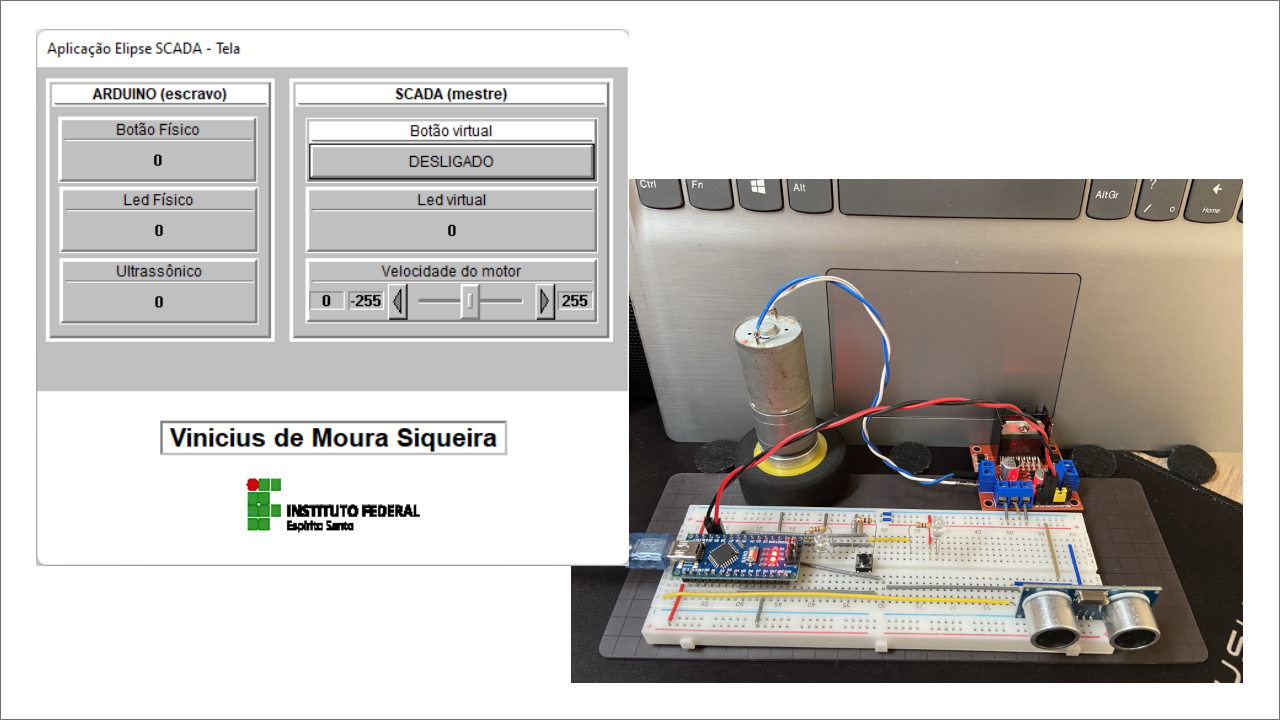 Aplicação Elipse SCADA - Tela
ARDUINO (escravo)
Botão Físico
0
Led Físico
0
Ultrassônico
0
SCADA (mestre)
Botão virtual
DESLIGADO
Led virtual
0
Velocidade do motor
0 -255 255
Vinicius de Moura Siqueira
INSTITUTO FEDERAL
Espírito Santo
Ctrl
Fn
Alt
AltGr
?
/
Home